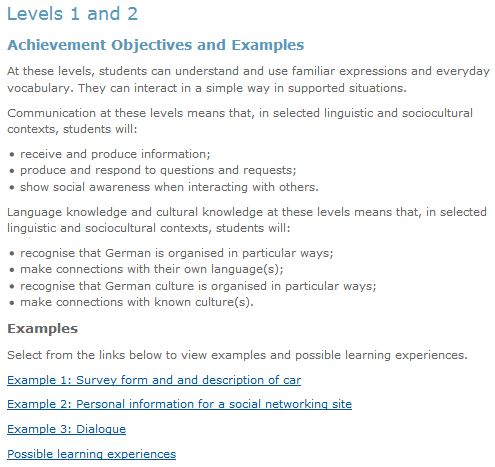 Levels 1 and 2
Achievement Objectives and Examples
At these levels, students can understand and use familiar expressions and everyday
vocabulary. They can interact in a simple way in supported situations.
Communication at these levels means that, in selected linguistic and sociocultural
contexts, students will:
• receive and produce information;
• produce and respond to questions and requests;
• show social awareness when interacting with others.
Language knowledge and cultural knowledge at these levels means that, in selected
linguistic and sociocultural contexts, students will:
• recognise that German is organised in particular ways;
• make connections with their own language(s);
• recognise that German culture is organised in particular ways;
• make connections with known culture(s).
Examples
Select from the links below to view examples and possible learning experiences.
Example 1: Survey form and and description of car
Example 2: Personal information for a social networking site
Example 3: Dialogue
Possible learning experiences